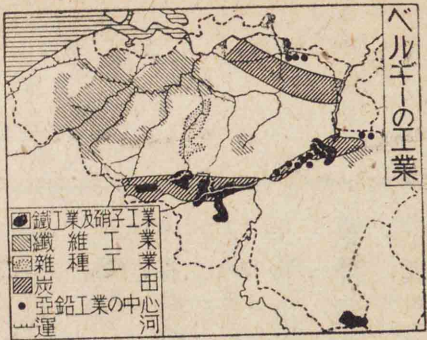 ベルギーの工業
鐵工業及硝子工業
纖維工業
雜種工業
炭田
亞鉛工業の中心
運河